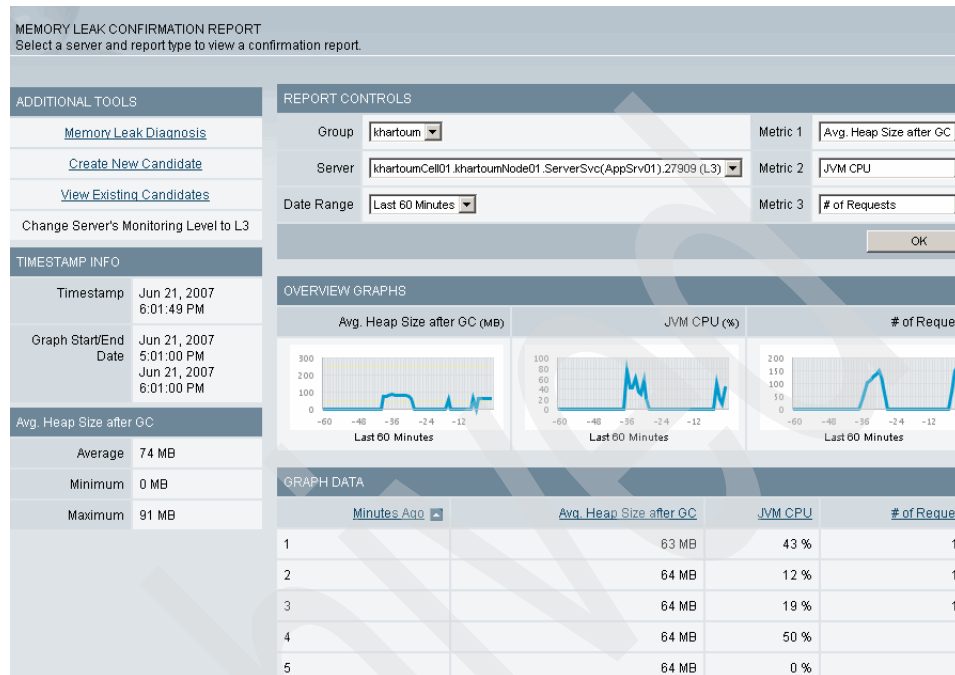 MEMORY LEAK CONFIRMATION REPORT
Select a server and report type to view a confirmation report.
ADDITIONAL TOOLS
Memory Leak Diagnosis
Create New Candidate
View Existing Candidates
Change Server's Monitoring Level to L3
TIMESTAMP INFO
Timestamp Jun 21, 2007
6:01:49 PM
Graph Start/End Jun 21, 2007
Date 5:01:00 PM
Jun 21, 2007
6:01:00 PM
Avg. Heap Size after GC
Average 74 MB
Minimum 0 MB
Maximum 91 MB
REPORT CONTROLS
Group khartoum Metric 1 Avg. Heap Size after GC
Server khartoumCell01.khartoumNode01.ServerSvc(AppSrv01).27909 (L3) Metric 2 JVM CPU
Date Range Last 60 Minutes Metric 3 # of Requests
OK
OVERVIEW GRAPHS
Avg. Heap Size after GC (MB) JVM CPU (%) # of Reque
300
200
100
0
-60 -48 -36 -24 -12
Last 60 Minutes
100
80
60
40
20
0
-60 -48 -36 -24 -12
Last 60 Minutes
200
150
100
50
0
-60 -48 -36 -24 -12
Last 60 Minutes
GRAPH DATA
Minutes Ago Avg. Heap Size after GC JVM CPU # of Reque
1 63 MB 43 % 1
2 64 MB 12 % 1
3 64 MB 19 % 1
4 64 MB 50 %
5 64 MB 0 %